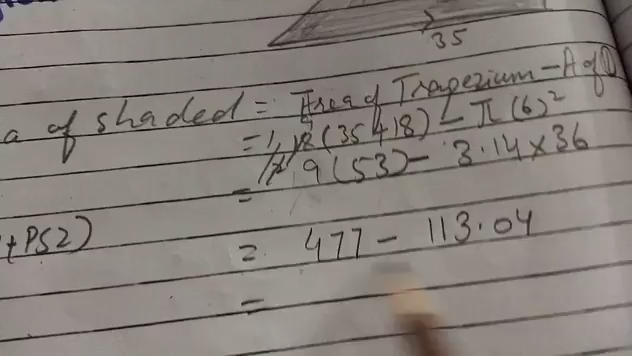 35
a of shaded = Area of Trapezium - A of
= 1/2 18(35+18) - π(6)²
= 9(53) - 3.14 x 36
+PS2)
= 477 - 113.04
=